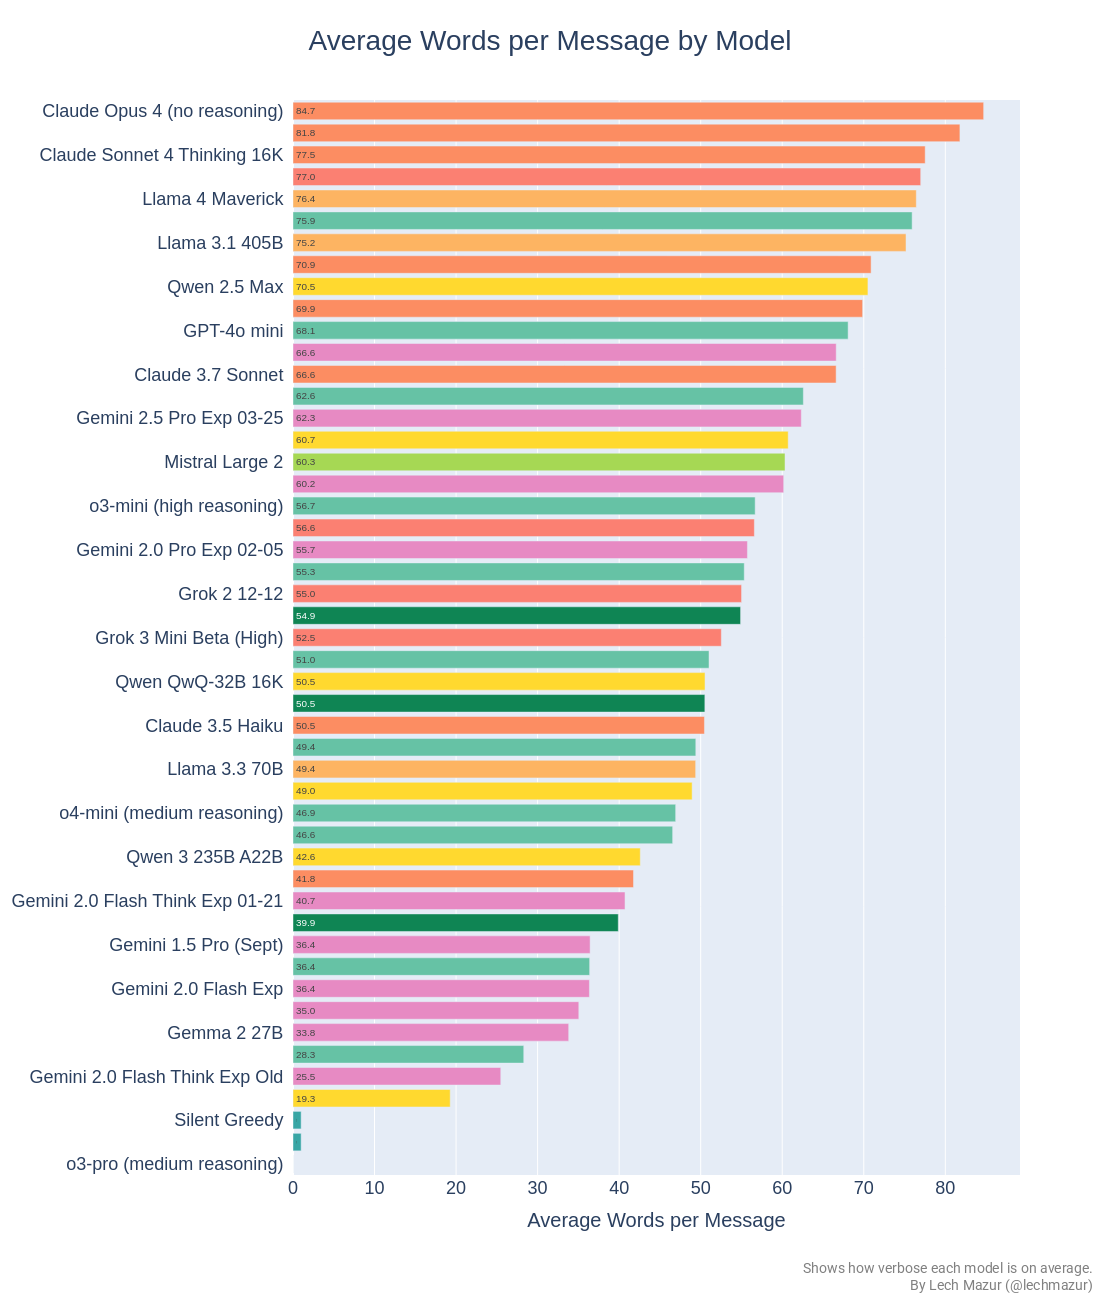 Average Words per Message by Model
Claude Opus 4 (no reasoning) 84.7
81.8
Claude Sonnet 4 Thinking 16K 77.5
77.0
Llama 4 Maverick 76.4
75.9
Llama 3.1 405B 75.2
70.9
Qwen 2.5 Max 70.5
69.9
GPT-4o mini 68.1
66.6
Claude 3.7 Sonnet 66.6
62.6
Gemini 2.5 Pro Exp 03-25 62.3
60.7
Mistral Large 2 60.3
60.2
o3-mini (high reasoning) 56.7
56.6
Gemini 2.0 Pro Exp 02-05 55.7
55.3
Grok 2 12-12 55.0
54.9
Grok 3 Mini Beta (High) 52.5
51.0
Qwen QwQ-32B 16K 50.5
50.5
Claude 3.5 Haiku 50.5
49.4
Llama 3.3 70B 49.4
49.0
o4-mini (medium reasoning) 46.9
46.6
Qwen 3 235B A22B 42.6
41.8
Gemini 2.0 Flash Think Exp 01-21 40.7
39.9
Gemini 1.5 Pro (Sept) 36.4
36.4
Gemini 2.0 Flash Exp 36.4
35.0
Gemma 2 27B 33.8
28.3
Gemini 2.0 Flash Think Exp Old 25.5
19.3
Silent Greedy
o3-pro (medium reasoning)
0 10 20 30 40 50 60 70 80
Average Words per Message
Shows how verbose each model is on average.
By Lech Mazur (@lechmazur)